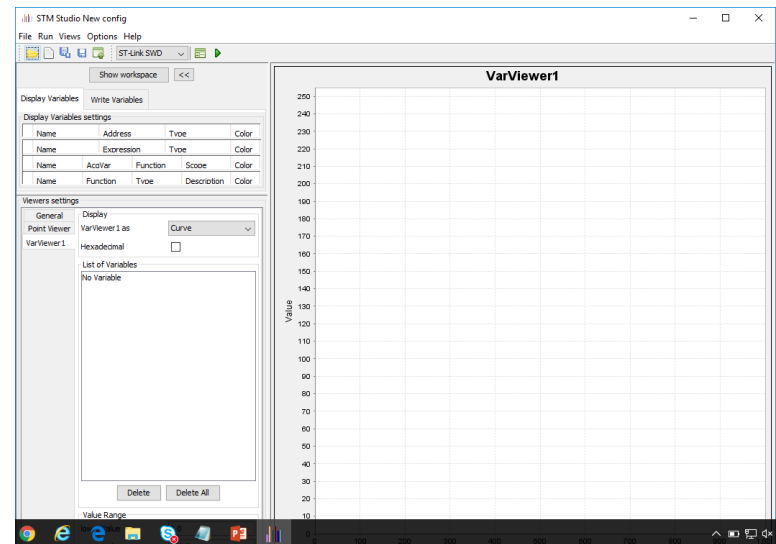 STM Studio New config
File Run Views Options Help
ST-Link SWD
Show workspace <<
Display Variables Write Variables
Display Variables settings
Name Address Type Color
Name Expression Type Color
Name AcqVar Function Scope Color
Name Function Type Description Color
Viewers settings
General
Point Viewer
VarViewer1
Display
VarViewer1 as Curve
Hexadecimal
List of Variables
No Variable
Delete Delete All
Value Range
VarViewer1
Value
250
240
230
220
210
200
190
180
170
160
150
140
130
120
110
100
90
80
70
60
50
40
30
20
10
0